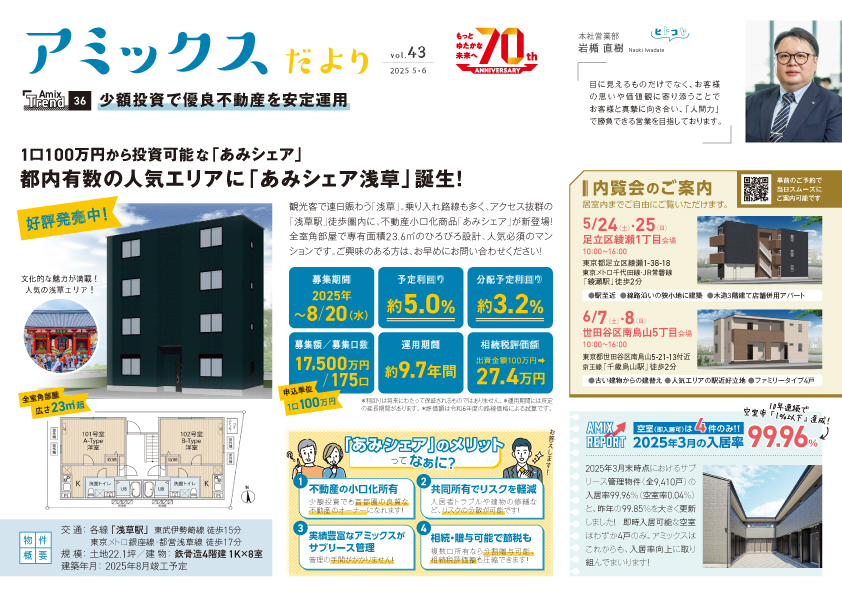 アミックスだより
vol.43
2025 5・6
もっと
ゆたかな
未来へ
70th
ANNIVERSARY
本社営業部
岩楯 直樹 Naoki Iwadate
ヒトコト
目に見えるものだけでなく、お客様
の思いや価値観に寄り添うことで
お客様と真摯に向き合い、「人間力」
で勝負できる営業を目指しております。
Amix
Trend 36 少額投資で優良不動産を安定運用
1口100万円から投資可能な「あみシェア」
都内有数の人気エリアに「あみシェア浅草」誕生!
好評発売中!
文化的な魅力が満載!
人気の浅草エリア!
観光客で連日賑わう「浅草」。乗り入れ路線も多く、アクセス抜群の
「浅草駅」徒歩圏内に、不動産小口化商品「あみシェア」が新登場!
全室角部屋で専有面積23.6㎡のひろびろ設計、人気必須のマン
ションです。ご興味のある方は、お早めにお問い合わせください!
募集期間
2025年
〜8/20(水)
予定利回り
約5.0%
分配予定利回り
約3.2%
募集額/募集口数
17,500万円
/175口
申込単位
1口100万円
運用期間
約9.7年間
相続税評価額
出資金額100万円➡
27.4万円
*利回りは将来にわたって保証されるものではありません。*運用期間には所定
の延長期間があります。*評価額は令和6年度の路線価格による試算です。
全室角部屋
広さ23㎡超
101号室
A-Type
洋室
102号室
B-Type
洋室
K
洗面トイレ
UB
UB
洗面トイレ
K
N
物件
概要
交通:各線「浅草駅」 東武伊勢崎線 徒歩15分
東京メトロ銀座線・都営浅草線 徒歩17分
規模:土地22.1坪/建物:鉄骨造4階建 1K×8室
建築年月:2025年8月竣工予定
「あみシェア」のメリット
ってなぁに?
お答えします!
1 不動産の小口化所有
少額投資でも首都圏の良質な
不動産のオーナーになれます!
2 共同所有でリスクを軽減
入居者トラブルや建物の修繕な
ど、リスクの分散が可能です!
3 実績豊富なアミックスが
サブリース管理
管理の手間がかかりません!
4 相続・贈与可能で節税も
複数口所有なら分割贈与可能、
相続税評価額も圧縮できます!
内覧会のご案内
居室内までご自由にご覧いただけます。
事前のご予約で
当日スムーズに
ご案内可能です
5/24(土)・25(日)
足立区綾瀬1丁目会場
10:00〜16:00
東京都足立区綾瀬1-38-18
東京メトロ千代田線・JR常磐線
「綾瀬駅」徒歩2分
●駅至近 ●線路沿いの狭小地に建築 ●木造3階建て店舗併用アパート
6/7(土)・8(日)
世田谷区南烏山5丁目会場
10:00〜16:00
東京都世田谷区南烏山5-21-13付近
京王線「千歳烏山駅」徒歩2分
●古い建物からの建替え ●人気エリアの駅近好立地 ●ファミリータイプ4戸
AMIX
REPORT
空室(即入居可)は4件のみ!!
2025年3月の入居率 99.96%
10年連続で
空室率「1%以下」達成!
2025年3月末時点におけるサブ
リース管理物件(全9,410戸)の
入居率99.96%(空室率0.04%)
と、昨年の99.85%を大きく更新
しました! 即時入居可能な空室
はわずか4戸のみ。アミックスは
これからも、入居率向上に取り
組んでまいります!